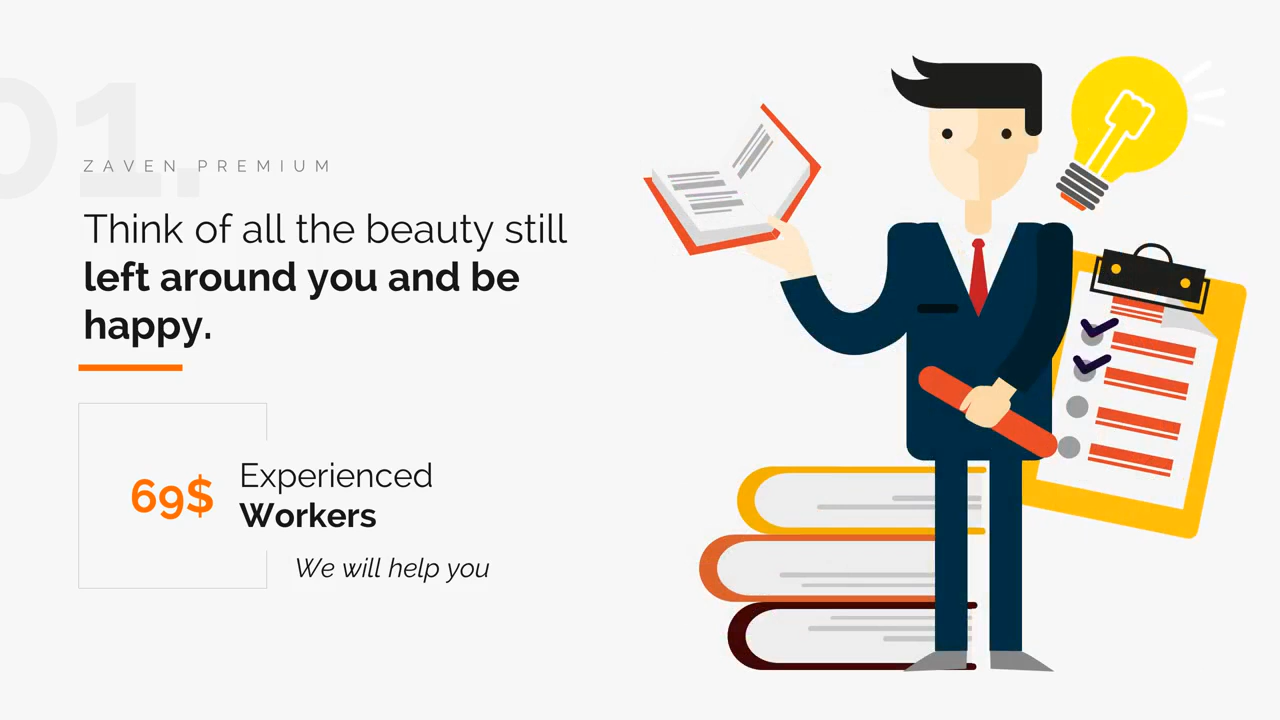 01.
ZAVEN PREMIUM
Think of all the beauty still
left around you and be
happy.
69$
Experienced
Workers
We will help you